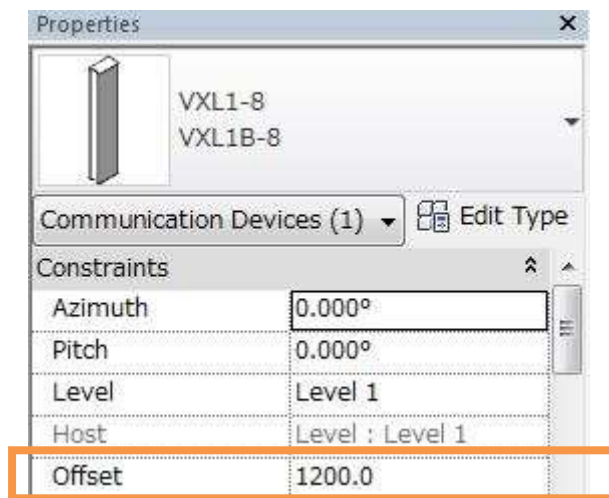 Properties
VXL1-8
VXL1B-8
Communication Devices (1) Edit Type
Constraints
Azimuth 0.000°
Pitch 0.000°
Level Level 1
Host Level : Level 1
Offset 1200.0